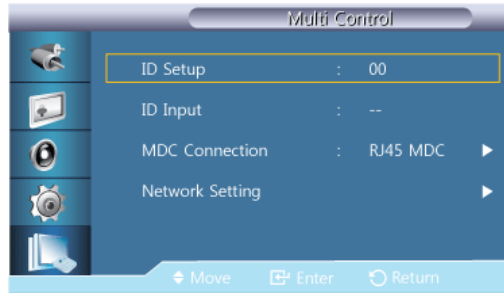 Multi Control
ID Setup : 00
ID Input : --
MDC Connection : RJ45 MDC
Network Setting
Move Enter Return